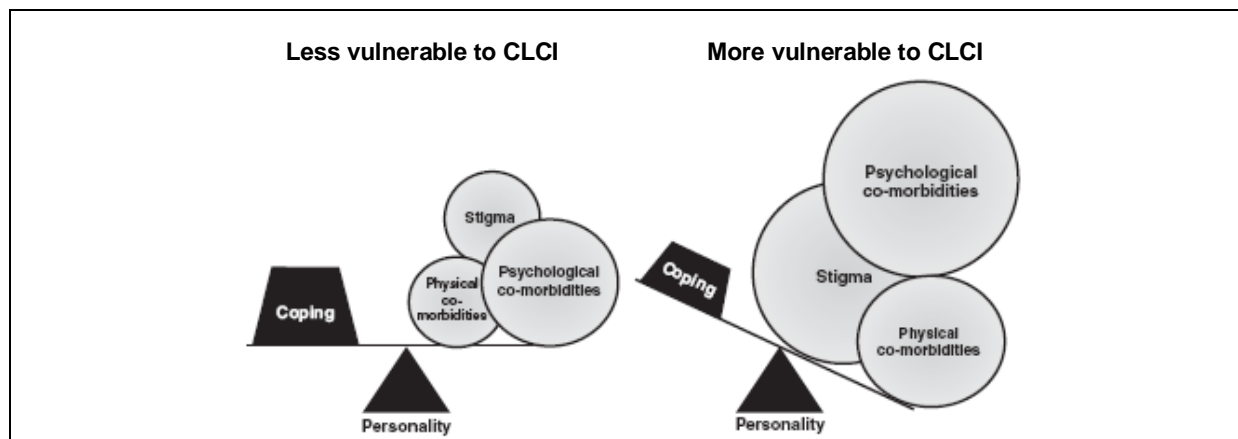 Less vulnerable to CLCI
More vulnerable to CLCI
Stigma
Physical
co-
morbidities
Psychological
co-morbidities
Coping
Personality
Psychological
co-morbidities
Stigma
Coping
Physical
co-morbidities
Personality